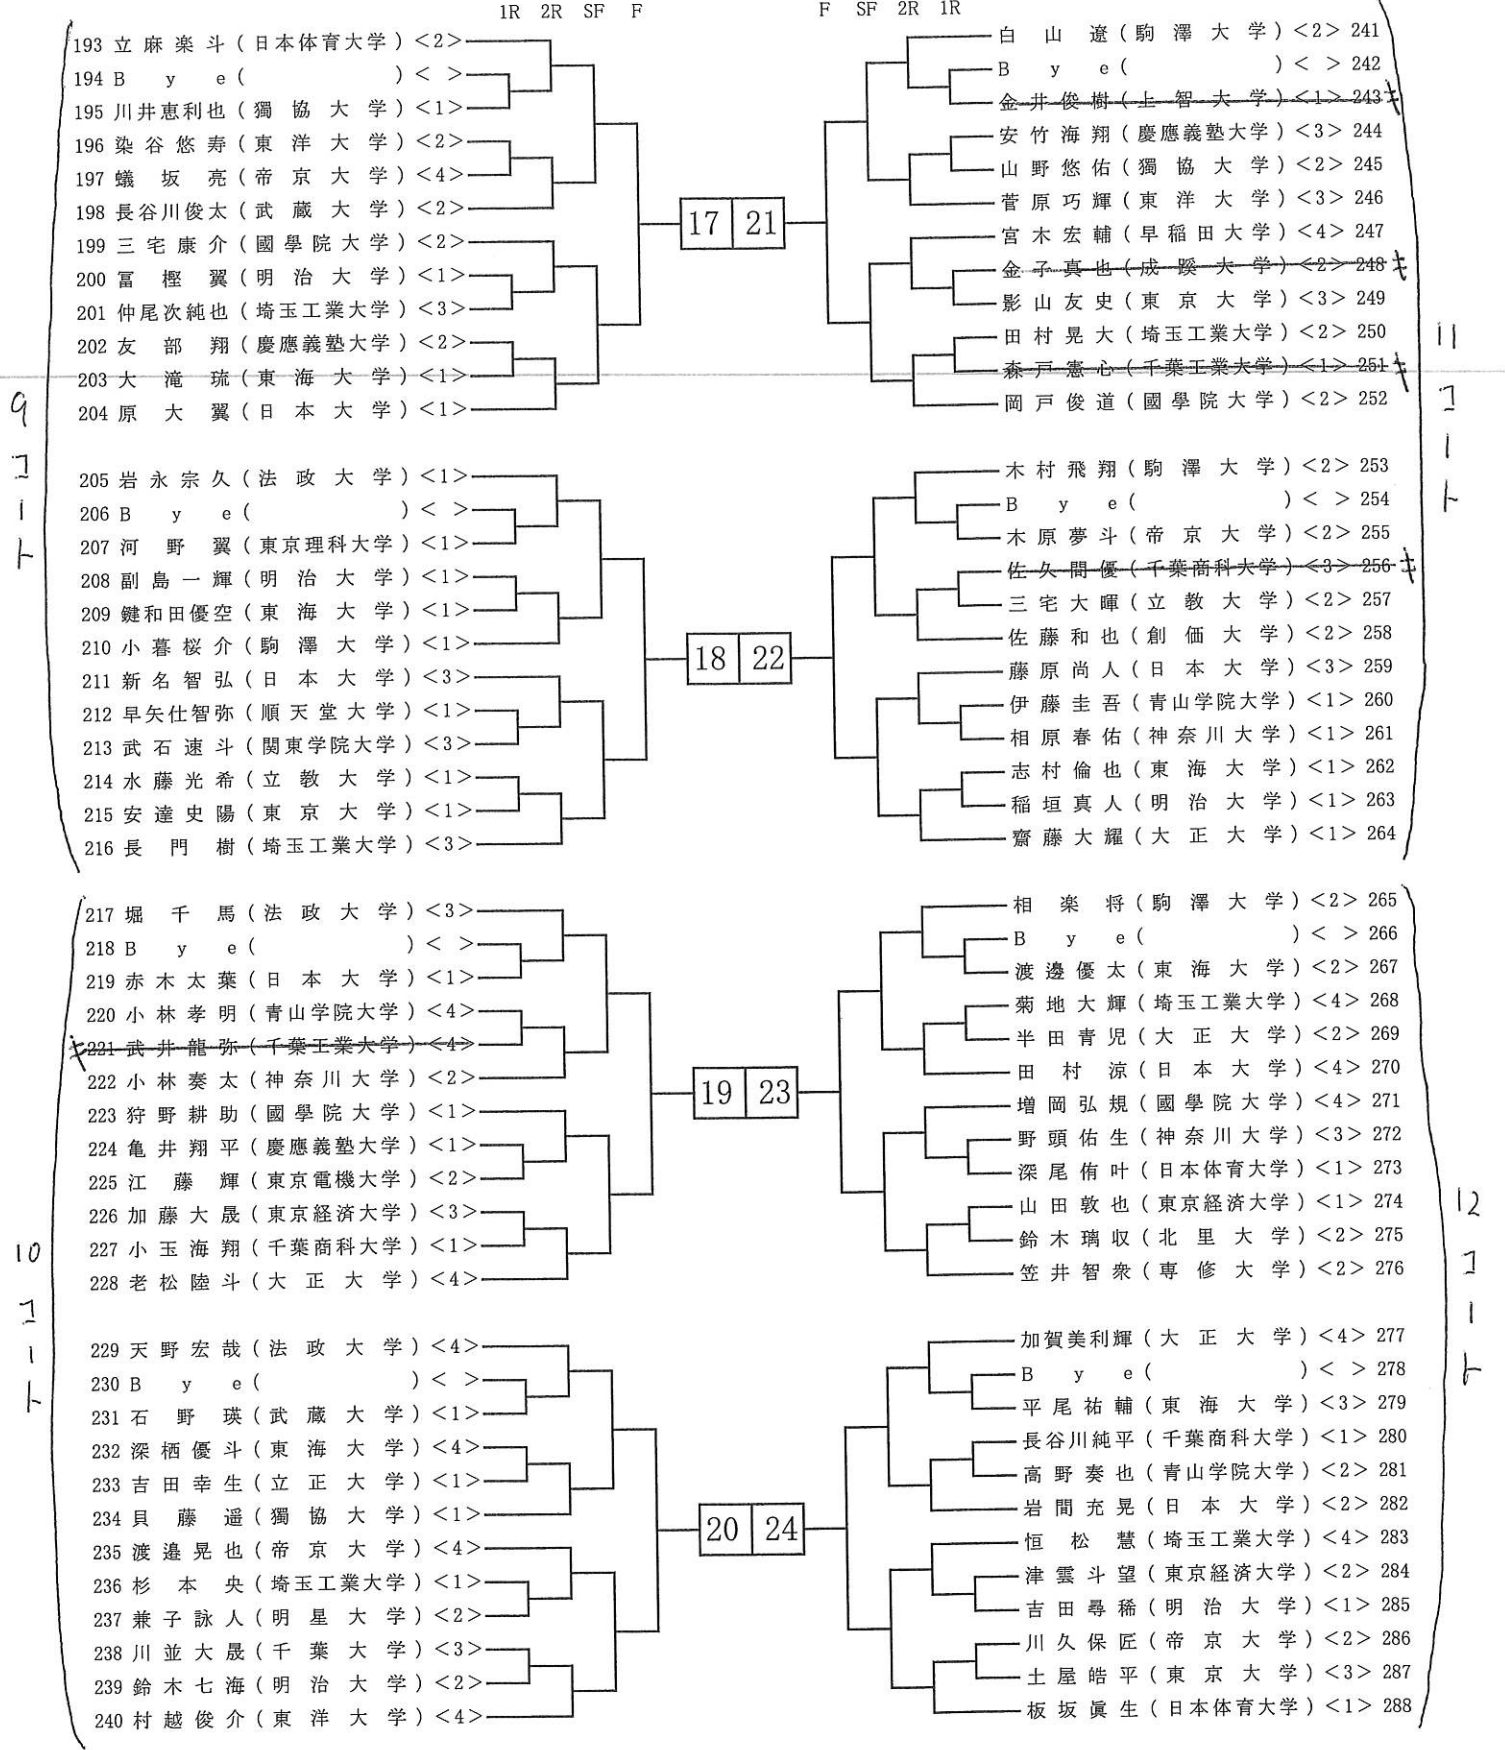 1R 2R SF F
193 立麻楽斗 (日本体育大学) <2>
194 Bye ( ) < >
195 川井恵利也 (獨協大学) <1>
196 染谷悠寿 (東洋大学) <2>
197 蟻坂亮 (帝京大学) <4>
198 長谷川俊太 (武蔵大学) <2>
199 三宅康介 (國學院大学) <2>
200 冨樫翼 (明治大学) <1>
201 仲尾次純也 (埼玉工業大学) <3>
202 友部翔 (慶應義塾大学) <2>
203 大滝琉 (東海大学) <1>
204 原大翼 (日本大学) <1>
17
205 岩永宗久 (法政大学) <1>
206 Bye ( ) < >
207 河野翼 (東京理科大学) <1>
208 副島一輝 (明治大学) <1>
209 鍵和田優空 (東海大学) <1>
210 小暮桜介 (駒澤大学) <1>
211 新名智弘 (日本大学) <3>
212 早矢仕智弥 (順天堂大学) <1>
213 武石速斗 (関東学院大学) <3>
214 水藤光希 (立教大学) <1>
215 安達史陽 (東京大学) <1>
216 長門樹 (埼玉工業大学) <3>
18
9コート
217 堀千馬 (法政大学) <3>
218 Bye ( ) < >
219 赤木太葉 (日本大学) <1>
220 小林孝明 (青山学院大学) <4>
キ 221 武井龍弥 (千葉工業大学) <4>
222 小林奏太 (神奈川大学) <2>
223 狩野耕助 (國學院大学) <1>
224 亀井翔平 (慶應義塾大学) <1>
225 江藤輝 (東京電機大学) <2>
226 加藤大晟 (東京経済大学) <3>
227 小玉海翔 (千葉商科大学) <1>
228 老松陸斗 (大正大学) <4>
19
229 天野宏哉 (法政大学) <4>
230 Bye ( ) < >
231 石野瑛 (武蔵大学) <1>
232 深栖優斗 (東海大学) <4>
233 吉田幸生 (立正大学) <1>
234 貝藤遥 (獨協大学) <1>
235 渡邉晃也 (帝京大学) <4>
236 杉本央 (埼玉工業大学) <1>
237 兼子詠人 (明星大学) <2>
238 川並大晟 (千葉大学) <3>
239 鈴木七海 (明治大学) <2>
240 村越俊介 (東洋大学) <4>
20
10コート
F SF 2R 1R
白山遼 (駒澤大学) <2> 241
Bye ( ) < > 242
金井俊樹 (上智大学) <1> 243 キ
安竹海翔 (慶應義塾大学) <3> 244
山野悠佑 (獨協大学) <2> 245
菅原巧輝 (東洋大学) <3> 246
宮木宏輔 (早稲田大学) <4> 247
金子真也 (成蹊大学) <2> 248 キ
影山友史 (東京大学) <3> 249
田村晃大 (埼玉工業大学) <2> 250
森戸憲心 (千葉工業大学) <1> 251 キ
岡戸俊道 (國學院大学) <2> 252
21
木村飛翔 (駒澤大学) <2> 253
Bye ( ) < > 254
木原夢斗 (帝京大学) <2> 255
佐久間優 (千葉商科大学) <3> 256 キ
三宅大暉 (立教大学) <2> 257
佐藤和也 (創価大学) <2> 258
藤原尚人 (日本大学) <3> 259
伊藤圭吾 (青山学院大学) <1> 260
相原春佑 (神奈川大学) <1> 261
志村倫也 (東海大学) <1> 262
稲垣真人 (明治大学) <1> 263
齋藤大耀 (大正大学) <1> 264
22
11コート
相楽将 (駒澤大学) <2> 265
Bye ( ) < > 266
渡邊優太 (東海大学) <2> 267
菊地大輝 (埼玉工業大学) <4> 268
半田青児 (大正大学) <2> 269
田村涼 (日本大学) <4> 270
増岡弘規 (國學院大学) <4> 271
野頭佑生 (神奈川大学) <3> 272
深尾侑叶 (日本体育大学) <1> 273
山田敦也 (東京経済大学) <1> 274
鈴木璃収 (北里大学) <2> 275
笠井智衆 (専修大学) <2> 276
23
加賀美利輝 (大正大学) <4> 277
Bye ( ) < > 278
平尾祐輔 (東海大学) <3> 279
長谷川純平 (千葉商科大学) <1> 280
高野奏也 (青山学院大学) <2> 281
岩間充晃 (日本大学) <2> 282
恒松慧 (埼玉工業大学) <4> 283
津雲斗望 (東京経済大学) <2> 284
吉田尋稀 (明治大学) <1> 285
川久保匠 (帝京大学) <2> 286
土屋皓平 (東京大学) <3> 287
板坂眞生 (日本体育大学) <1> 288
24
12コート